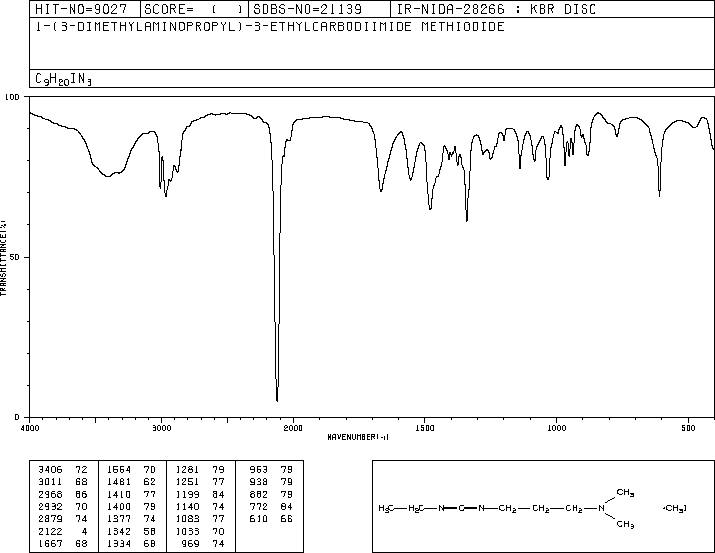 HIT-NO=9027 SCORE= ( ) SDBS-NO=21139 IR-NIDA-28266 : KBR DISC
1-(3-DIMETHYLAMINOPROPYL)-3-ETHYLCARBODIIMIDE METHIODIDE
C9H20IN3
100
50
0
TRANSMITTANCE(%)
4000 3000 2000 1500 1000 500
WAVENUMBER(-1)
3406 72 1564 70 1281 79 963 79
3011 68 1481 62 1251 77 938 79
2968 66 1410 77 1199 84 882 79
2932 70 1400 79 1140 74 772 84
2879 74 1377 74 1083 77 610 66
2122 4 1342 58 1033 70
1667 68 1334 68 969 74
CH3
H3C—H2C—N=C=N—CH2—CH2—CH2—N ·CH3I
CH3